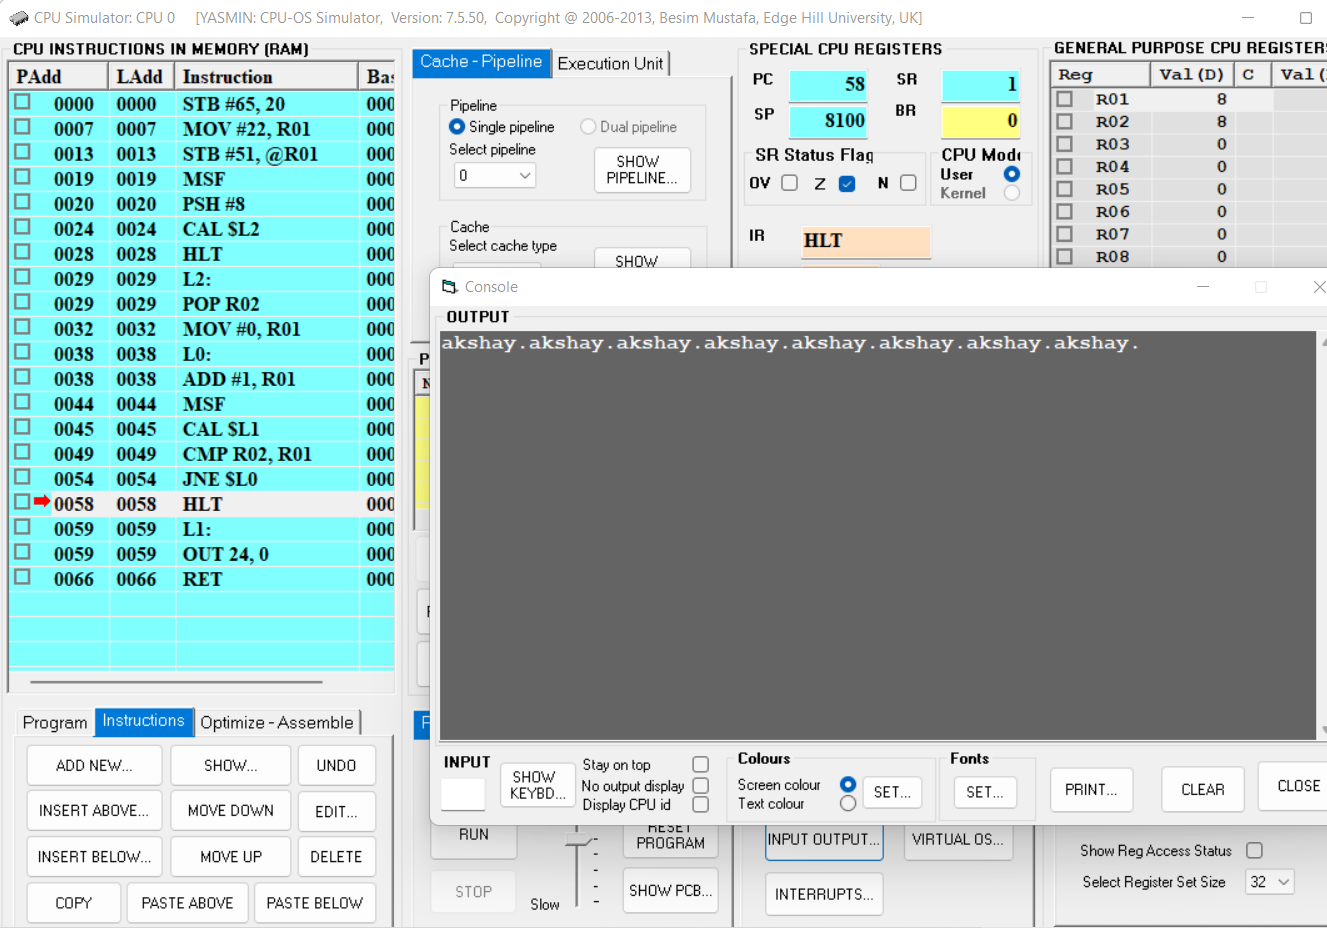 CPU Simulator: CPU 0 [YASMIN: CPU-OS Simulator, Version: 7.5.50, Copyright @ 2006-2013, Besim Mustafa, Edge Hill University, UK]
CPU INSTRUCTIONS IN MEMORY (RAM)
PAdd LAdd Instruction Bas
0000 0000 STB #65, 20 000
0007 0007 MOV #22, R01 000
0013 0013 STB #51, @R01 000
0019 0019 MSF 000
0020 0020 PSH #8 000
0024 0024 CAL $L2 000
0028 0028 HLT 000
0029 0029 L2: 000
0029 0029 POP R02 000
0032 0032 MOV #0, R01 000
0038 0038 L0: 000
0038 0038 ADD #1, R01 000
0044 0044 MSF 000
0045 0045 CAL $L1 000
0049 0049 CMP R02, R01 000
0054 0054 JNE $L0 000
0058 0058 HLT 000
0059 0059 L1: 000
0059 0059 OUT 24, 0 000
0066 0066 RET 000
Program Instructions Optimize - Assemble
ADD NEW... SHOW... UNDO
INSERT ABOVE... MOVE DOWN EDIT...
INSERT BELOW... MOVE UP DELETE
COPY PASTE ABOVE PASTE BELOW
Cache - Pipeline Execution Unit
Pipeline
Single pipeline Dual pipeline
Select pipeline
0
SHOW
PIPELINE...
Cache
Select cache type
SHOW
SPECIAL CPU REGISTERS
PC 58 SR 1
SP 8100 BR 0
SR Status Flag
OV Z N
CPU Mode
User
Kernel
IR HLT
GENERAL PURPOSE CPU REGISTERS
Reg Val (D) C Val (
R01 8
R02 8
R03 0
R04 0
R05 0
R06 0
R07 0
R08 0
Console
OUTPUT
akshay.akshay.akshay.akshay.akshay.akshay.akshay.akshay.
INPUT
SHOW
KEYBD...
Stay on top
No output display
Display CPU id
Colours
Screen colour
Text colour
SET...
Fonts
SET...
PRINT... CLEAR CLOSE
RUN
STOP
Slow
RESET
PROGRAM
SHOW PCB...
INPUT OUTPUT... VIRTUAL OS...
INTERRUPTS...
Show Reg Access Status
Select Register Set Size 32